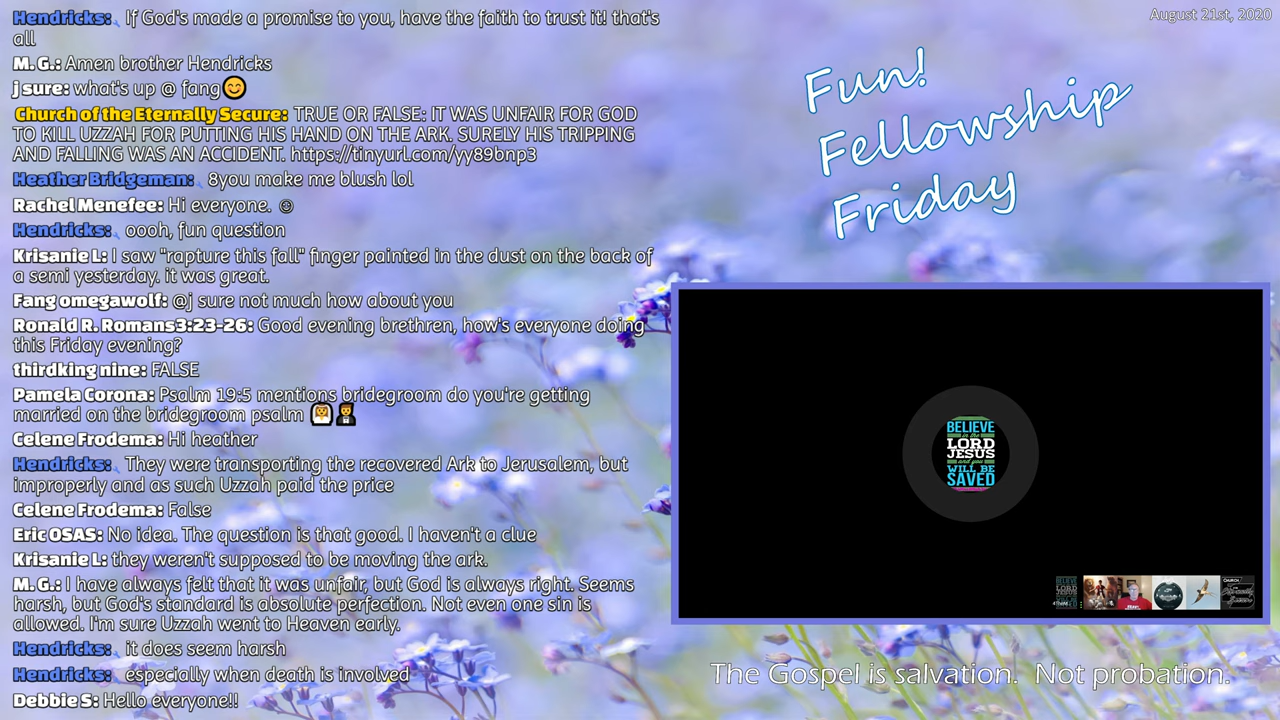 Hendricks: If God's made a promise to you, have the faith to trust it! that's
all
M. G.: Amen brother Hendricks
j sure: what's up @ fang😊
Church of the Eternally Secure: TRUE OR FALSE: IT WAS UNFAIR FOR GOD
TO KILL UZZAH FOR PUTTING HIS HAND ON THE ARK. SURELY HIS TRIPPING
AND FALLING WAS AN ACCIDENT. https://tinyurl.com/yy89bnp3
Heather Bridgeman: 8you make me blush lol
Rachel Menefee: Hi everyone. ☺
Hendricks: oooh, fun question
Krisanie L: I saw "rapture this fall" finger painted in the dust on the back of
a semi yesterday. it was great.
Fang omegawolf: @j sure not much how about you
Ronald R. Romans3:23-26: Good evening brethren, how's everyone doing
this Friday evening?
thirdking nine: FALSE
Pamela Corona: Psalm 19:5 mentions bridegroom do you're getting
married on the bridegroom psalm 👰🤵
Celene Frodema: Hi heather
Hendricks: They were transporting the recovered Ark to Jerusalem, but
improperly and as such Uzzah paid the price
Celene Frodema: False
Eric OSAS: No idea. The question is that good. I haven't a clue
Krisanie L: they weren't supposed to be moving the ark.
M. G.: I have always felt that it was unfair, but God is always right. Seems
harsh, but God's standard is absolute perfection. Not even one sin is
allowed. I'm sure Uzzah went to Heaven early.
Hendricks: it does seem harsh
Hendricks: especially when death is involved
Debbie S: Hello everyone!!
August 21st, 2020
Fun!
Fellowship
Friday
BELIEVE
in the
LORD
JESUS
and you
WILL BE
SAVED
The Gospel is salvation. Not probation.